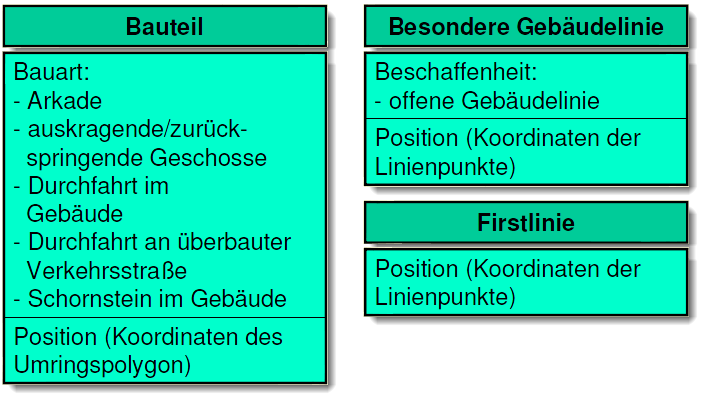 Bauteil
Bauart:
- Arkade
- auskragende/zurück-
springende Geschosse
- Durchfahrt im
Gebäude
- Durchfahrt an überbauter
Verkehrsstraße
- Schornstein im Gebäude
Position (Koordinaten des
Umringspolygon)
Besondere Gebäudelinie
Beschaffenheit:
- offene Gebäudelinie
Position (Koordinaten der
Linienpunkte)
Firstlinie
Position (Koordinaten der
Linienpunkte)